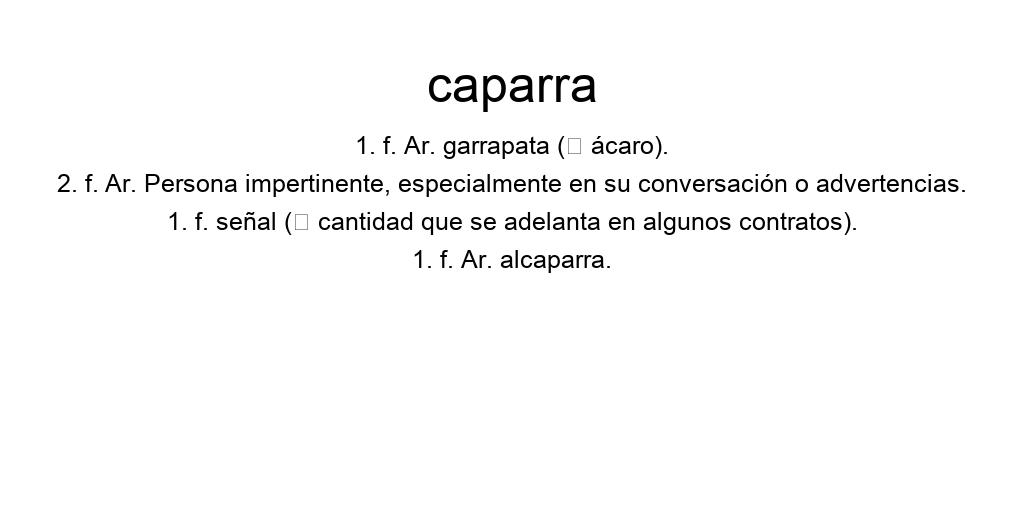 caparra
1. f. Ar. garrapata (□ ácaro).
2. f. Ar. Persona impertinente, especialmente en su conversación o advertencias.
1. f. señal (□ cantidad que se adelanta en algunos contratos).
1. f. Ar. alcaparra.